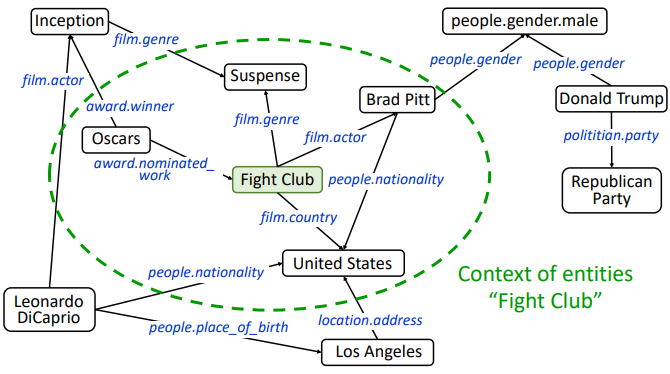 Inception
people.gender.male
film.genre
people.gender
people.gender
film.actor
Suspense
Brad Pitt
Donald Trump
award.winner
film.genre
film.actor
polititian.party
Oscars
award.nominated_
work
Fight Club
people.nationality
Republican
Party
film.country
people.nationality
United States
Context of entities
“Fight Club”
Leonardo
DiCaprio
people.place_of_birth
location.address
Los Angeles